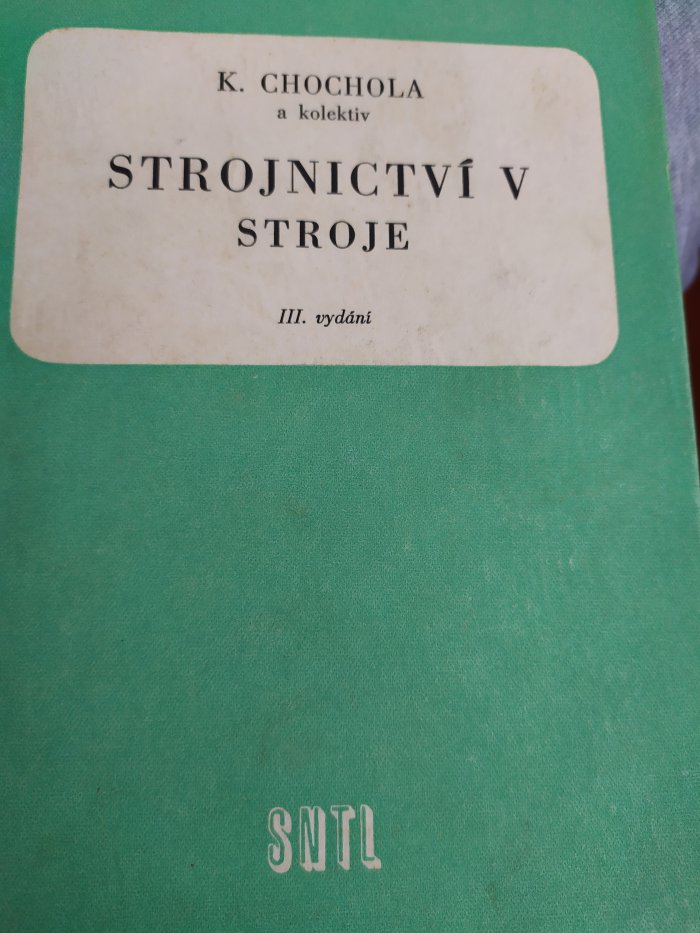 K. CHOCHOLA
a kolektiv
STROJNICTVÍ V
STROJE
III. vydání
SNTL